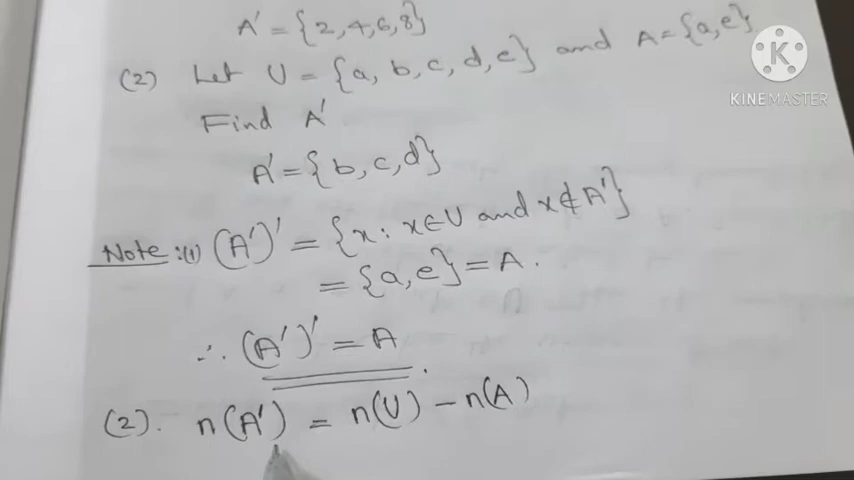 A' = {2,4,6,8}
(2) Let U = {a, b, c, d, e} and A = {a,e}
Find A'
A' = {b, c, d}
Note: (1) (A')' = {x : x ∈ U and x ∉ A'}
= {a, e} = A.
∴ (A')' = A.
(2). n(A') = n(U) - n(A)
KINEMASTER